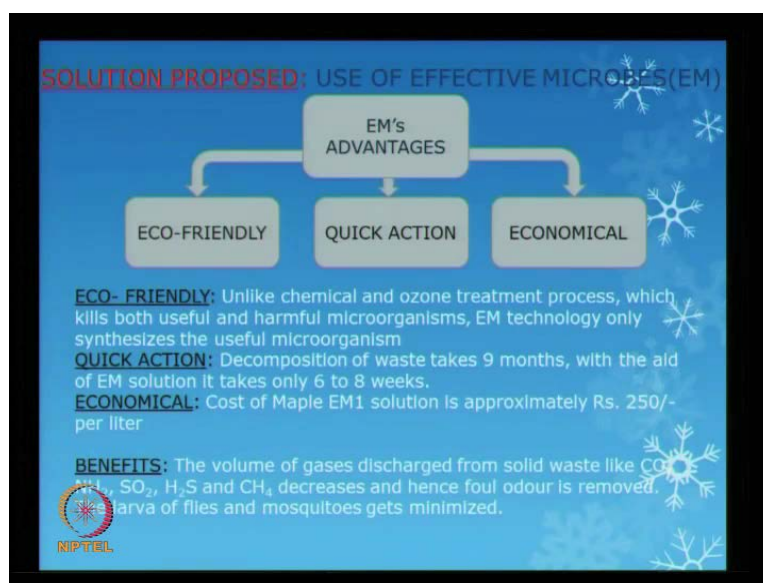 SOLUTION PROPOSED: USE OF EFFECTIVE MICROBES(EM)
EM's
ADVANTAGES
ECO-FRIENDLY
QUICK ACTION
ECONOMICAL
ECO- FRIENDLY: Unlike chemical and ozone treatment process, which
kills both useful and harmful microorganisms, EM technology only
synthesizes the useful microorganism
QUICK ACTION: Decomposition of waste takes 9 months, with the aid
of EM solution it takes only 6 to 8 weeks.
ECONOMICAL: Cost of Maple EM1 solution is approximately Rs. 250/-
per liter
BENEFITS: The volume of gases discharged from solid waste like
SO₂, H₂S and CH₄ decreases and hence foul odour is removed.
larva of flies and mosquitoes gets minimized.
NPTEL